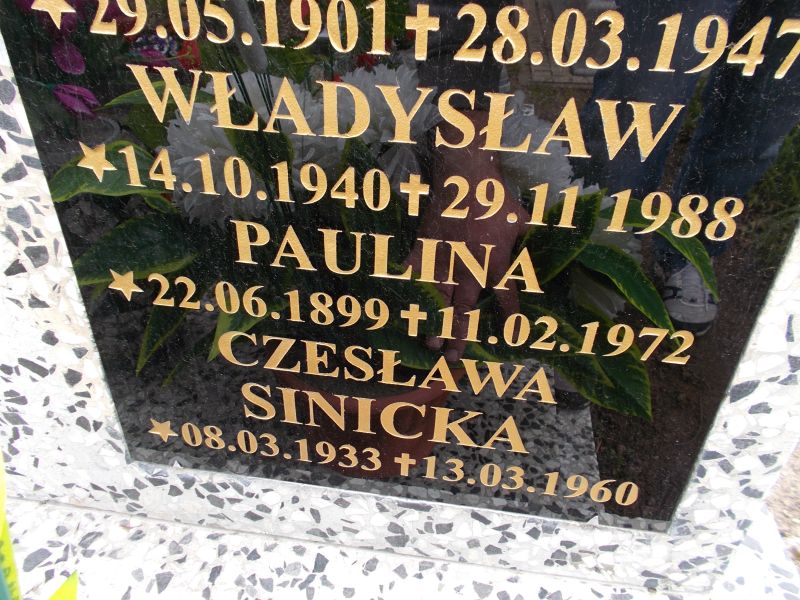 ★ 29.05.1901 ✝ 28.03.1947
WŁADYSŁAW
★ 14.10.1940 ✝ 29.11 1988
PAULINA
★ 22.06.1899 ✝ 11.02.1972
CZESŁAWA
SINICKA
★ 08.03.1933 ✝ 13.03.1960